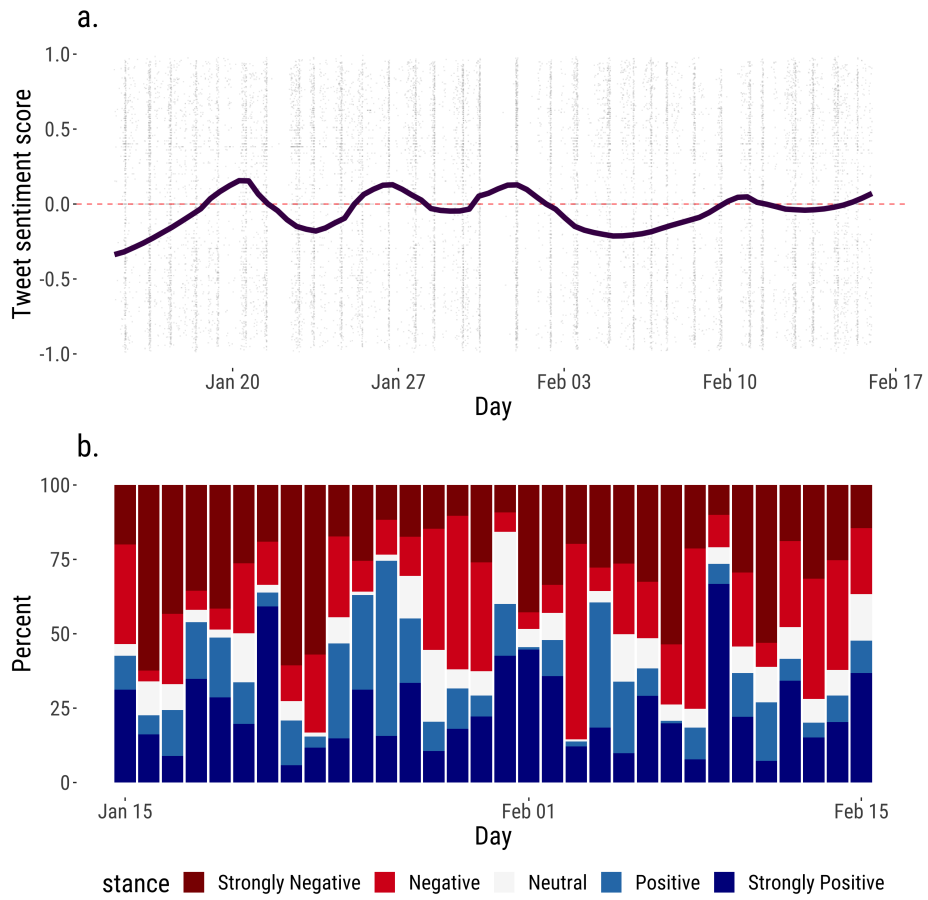 a.
Tweet sentiment score
1.0
0.5
0.0
-0.5
-1.0
Jan 20 Jan 27 Feb 03 Feb 10 Feb 17
Day
b.
Percent
100
75
50
25
0
Jan 15 Feb 01 Feb 15
Day
stance Strongly Negative Negative Neutral Positive Strongly Positive